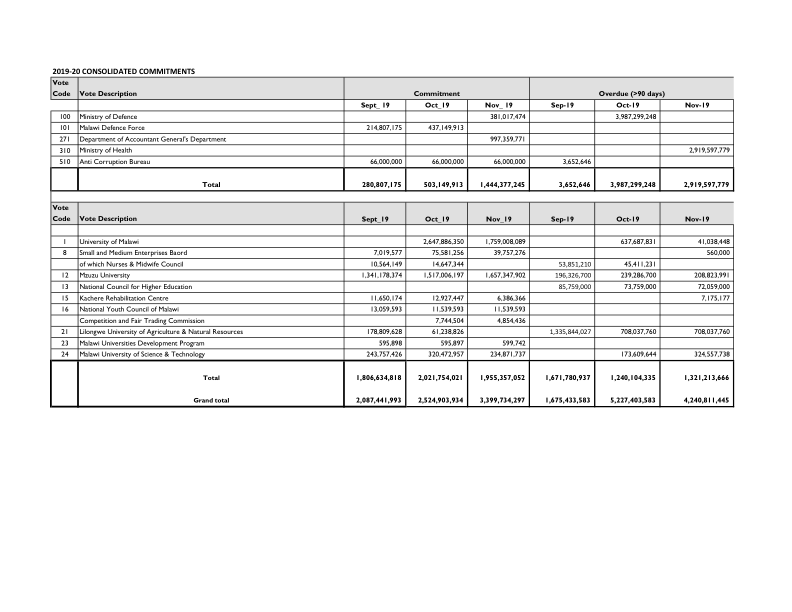 2019-20 CONSOLIDATED COMMITMENTS
Vote Code Vote Description Commitment Overdue (>90 days)
Sept_ 19 Oct_19 Nov_ 19 Sep-19 Oct-19 Nov-19
100 Ministry of Defence 381,017,474 3,987,299,248
101 Malawi Defence Force 214,807,175 437,149,913
271 Department of Accountant General's Department 997,359,771
310 Ministry of Health 2,919,597,779
510 Anti Corruption Bureau 66,000,000 66,000,000 66,000,000 3,652,646
Total 280,807,175 503,149,913 1,444,377,245 3,652,646 3,987,299,248 2,919,597,779
Vote Code Vote Description Sept_19 Oct_19 Nov_19 Sep-19 Oct-19 Nov-19
1 University of Malawi 2,647,886,350 1,759,008,089 637,687,831 41,038,448
8 Small and Medium Enterprises Baord 7,019,577 75,581,256 39,757,276 560,000
of which Nurses & Midwife Council 10,564,149 14,647,344 53,851,210 45,411,231
12 Mzuzu University 1,341,178,374 1,517,006,197 1,657,347,902 196,326,700 239,286,700 208,823,991
13 National Council for Higher Education 85,759,000 73,759,000 72,059,000
15 Kachere Rehabilitation Centre 11,650,174 12,927,447 6,386,366 7,175,177
16 National Youth Council of Malawi 13,059,593 11,539,593 11,539,593
Competition and Fair Trading Commission 7,744,504 4,854,436
21 Lilongwe University of Agriculture & Natural Resources 178,809,628 61,238,826 1,335,844,027 708,037,760 708,037,760
23 Malawi Universities Development Program 595,898 595,897 599,742
24 Malawi University of Science & Technology 243,757,426 320,472,957 234,871,737 173,609,644 324,557,738
Total 1,806,634,818 2,021,754,021 1,955,357,052 1,671,780,937 1,240,104,335 1,321,213,666
Grand total 2,087,441,993 2,524,903,934 3,399,734,297 1,675,433,583 5,227,403,583 4,240,811,445